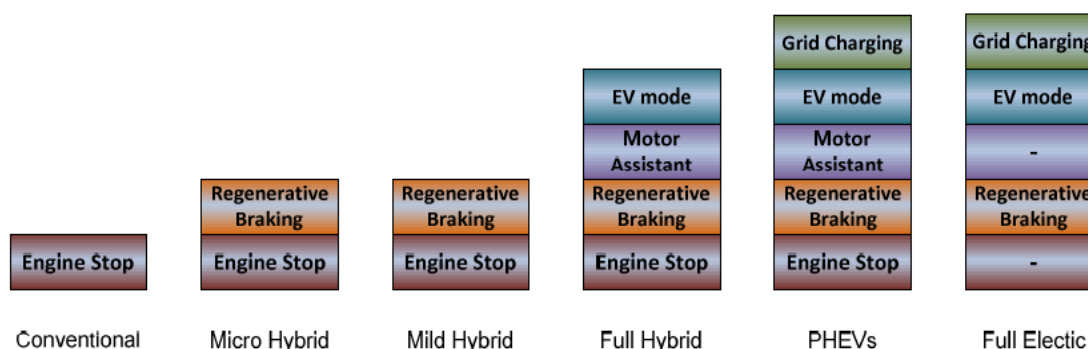 Grid Charging
Grid Charging
EV mode
EV mode
EV mode
Motor
Assistant
Motor
Assistant
-
Regenerative
Braking
Regenerative
Braking
Regenerative
Braking
Regenerative
Braking
Regenerative
Braking
Engine Stop
Engine Stop
Engine Stop
Engine Stop
Engine Stop
-
Conventional
Micro Hybrid
Mild Hybrid
Full Hybrid
PHEVs
Full Electic